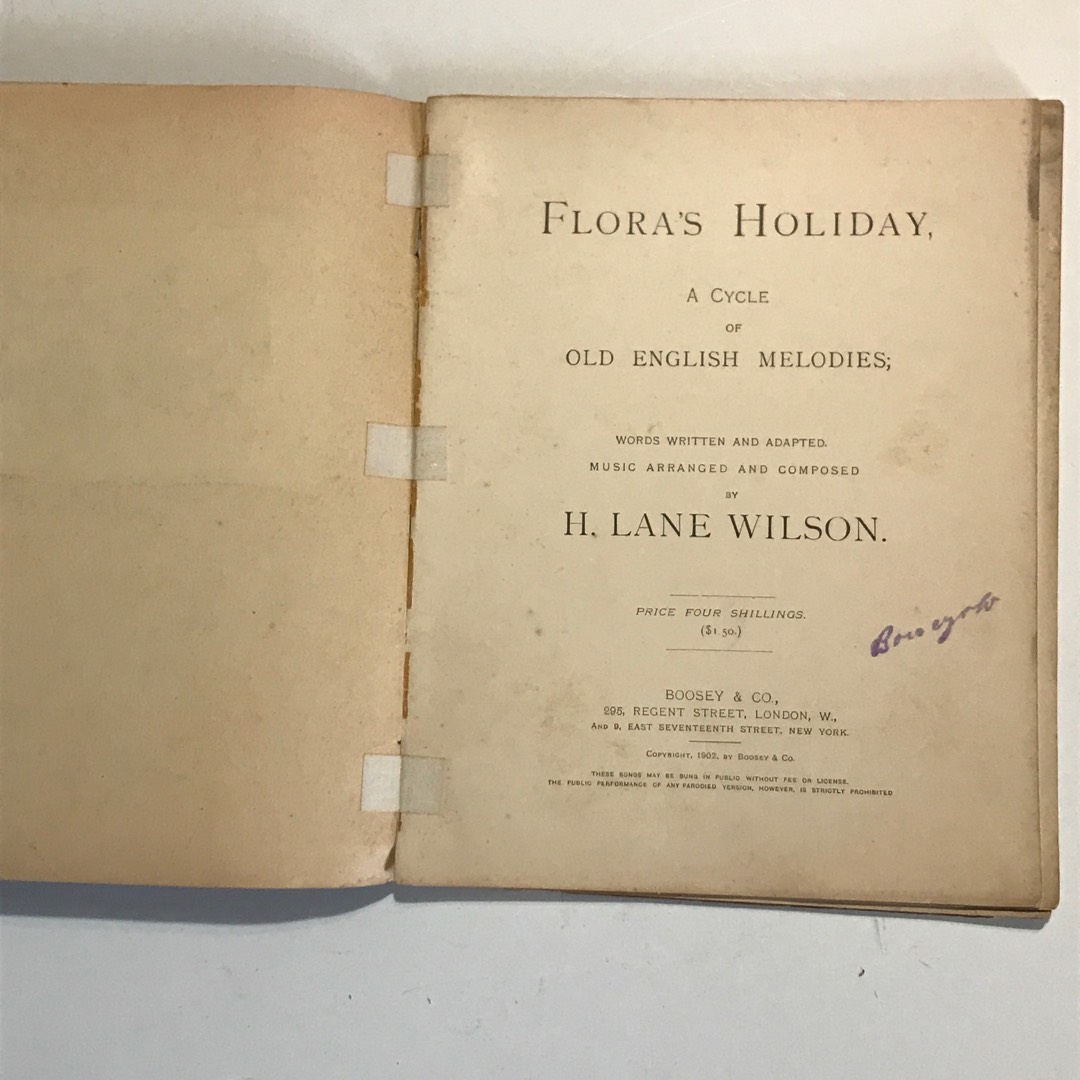 FLORA'S HOLIDAY,
A CYCLE
OF
OLD ENGLISH MELODIES;
WORDS WRITTEN AND ADAPTED.
MUSIC ARRANGED AND COMPOSED
BY
H. LANE WILSON.
PRICE FOUR SHILLINGS.
($1.50.)
BOOSEY & CO.,
295, REGENT STREET, LONDON, W.,
AND 9, EAST SEVENTEENTH STREET, NEW YORK.
COPYRIGHT, 1902, BY BOOSEY & CO.
THESE SONGS MAY BE SUNG IN PUBLIC WITHOUT FEE OR LICENSE.
THE PUBLIC PERFORMANCE OF ANY PARODIED VERSION, HOWEVER, IS STRICTLY PROHIBITED